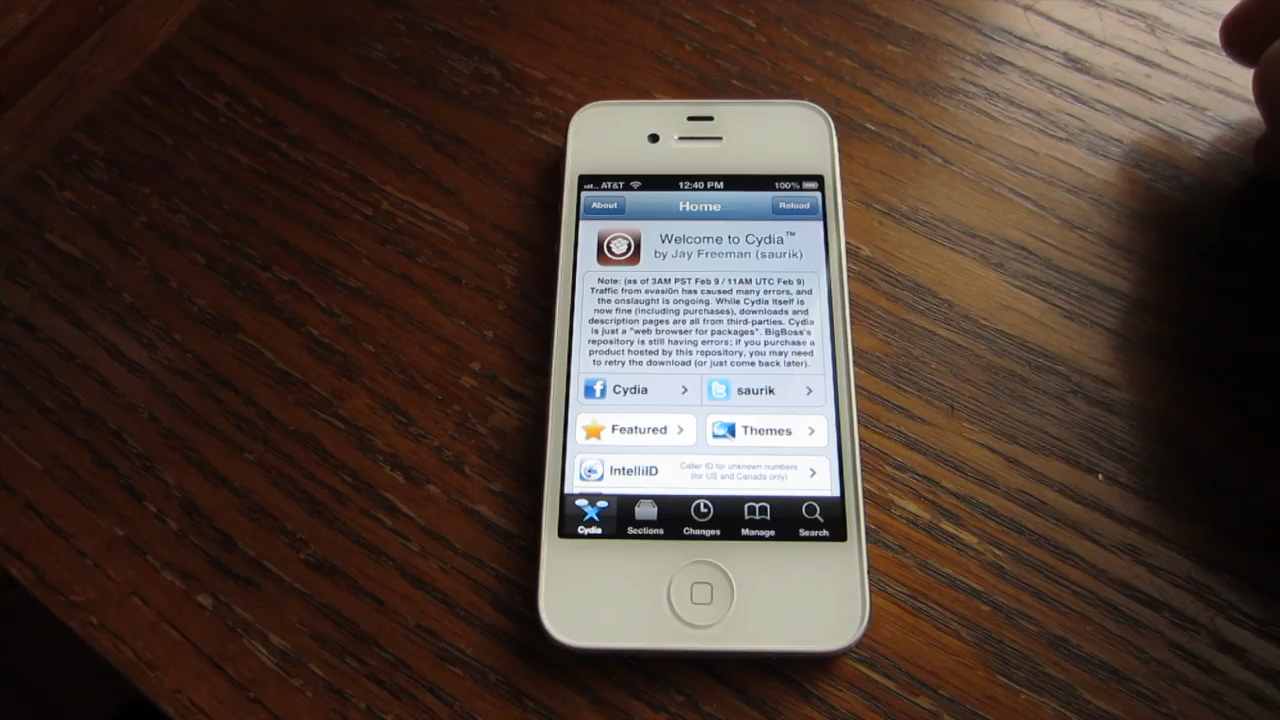 AT&T 12:40 PM 100%
About Home Reload
Welcome to Cydia™
by Jay Freeman (saurik)
Note: (as of 3AM PST Feb 9 / 11AM UTC Feb 9)
Traffic from evasi0n has caused many errors, and
the onslaught is ongoing. While Cydia itself is
now fine (including purchases), downloads and
description pages are all from third-parties. Cydia
is just a "web browser for packages". BigBoss's
repository is still having errors; if you purchase a
product hosted by this repository, you may need
to retry the download (or just come back later).
Cydia saurik
Featured Themes
IntelliID Caller ID for unknown numbers
(for US and Canada only)
Cydia Sections Changes Manage Search